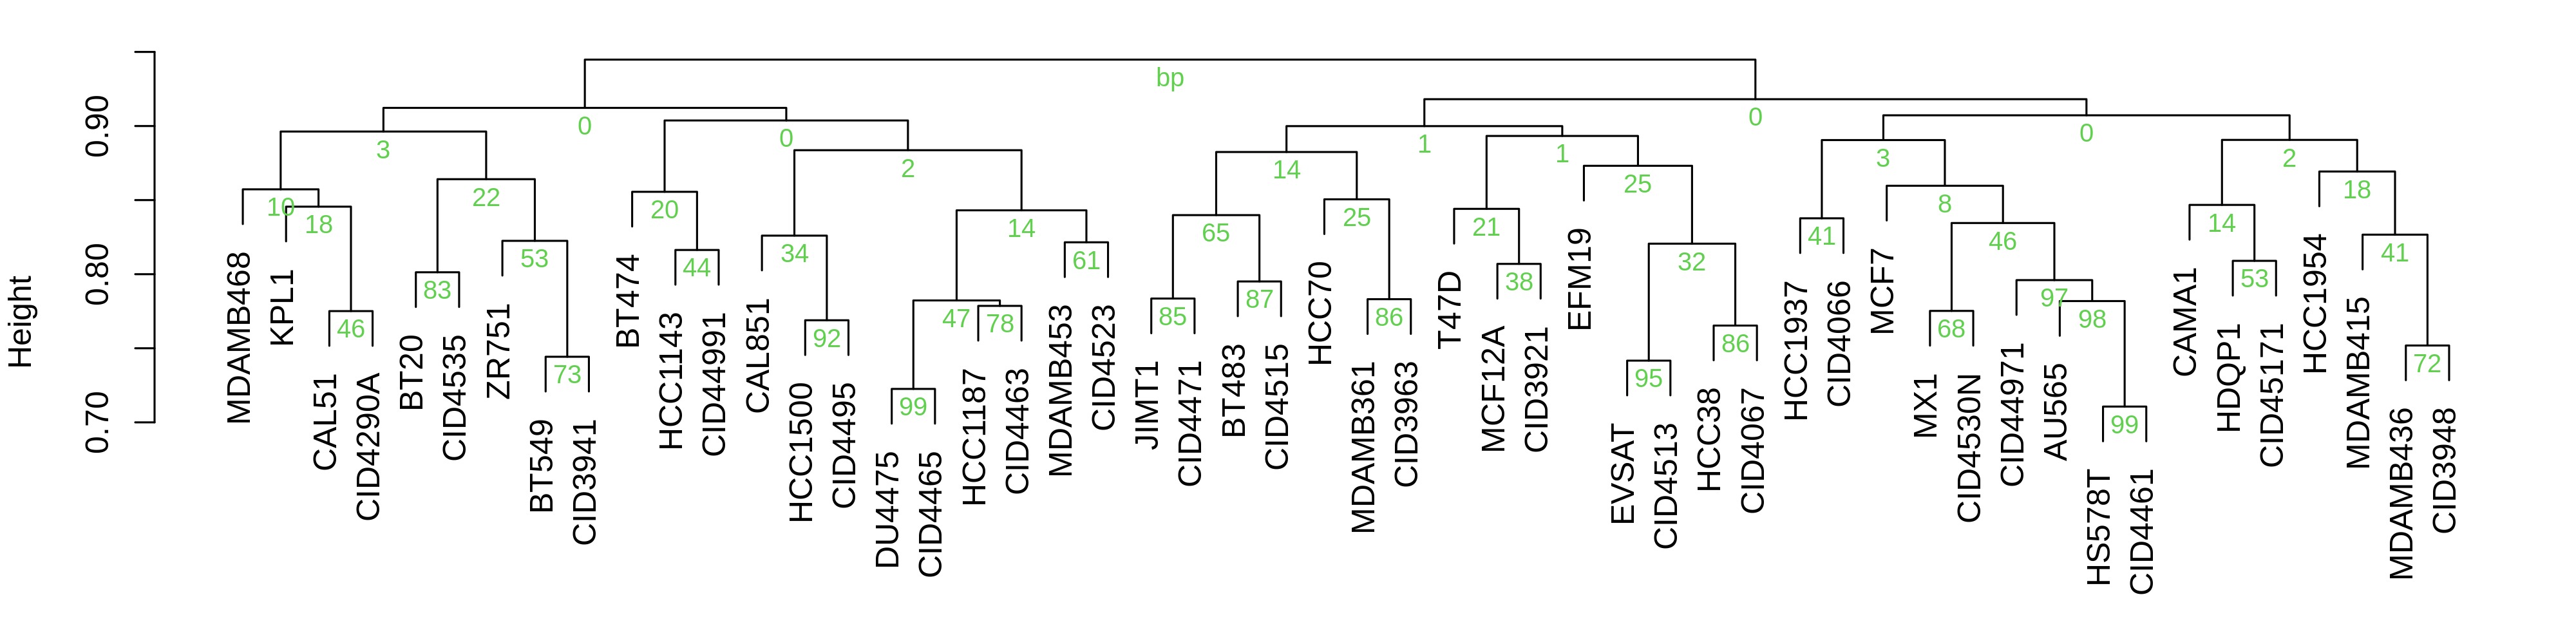 Height
0.70
0.80
0.90
bp
0
0
3
0
0
1
1
2
14
3
2
10
18
22
20
14
25
25
8
18
65
34
53
44
61
21
32
41
46
14
41
83
46
47
78
85
87
86
38
97
98
53
92
73
99
95
86
68
99
72
MDAMB468
KPL1
CAL51
CID4290A
BT20
CID4535
ZR751
BT549
CID3941
BT474
HCC1143
CID44991
CAL851
HCC1500
CID4495
DU4475
CID4465
HCC1187
CID4463
MDAMB453
CID4523
JIMT1
CID4471
BT483
CID4515
HCC70
MDAMB361
CID3963
T47D
MCF12A
CID3921
EFM19
EVSAT
CID4513
HCC38
CID4067
HCC1937
CID4066
MCF7
MX1
CID4530N
CID4971
AU565
HS578T
CID4461
CAMA1
HDQP1
CID45171
HCC1954
MDAMB415
MDAMB436
CID3948